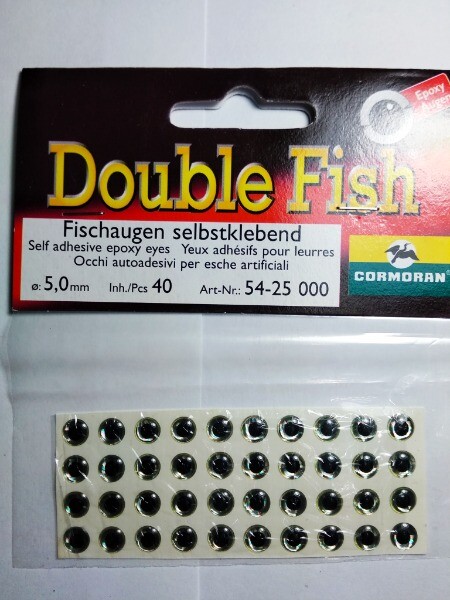 Epoxy
Augen
Double Fish
Fischaugen selbstklebend
Self adhesive epoxy eyes Yeux adhésifs pour leurres
Occhi autoadesivi per esche artificiali
ø: 5,0mm Inh./Pcs 40 Art-Nr.: 54-25 000
CORMORAN®